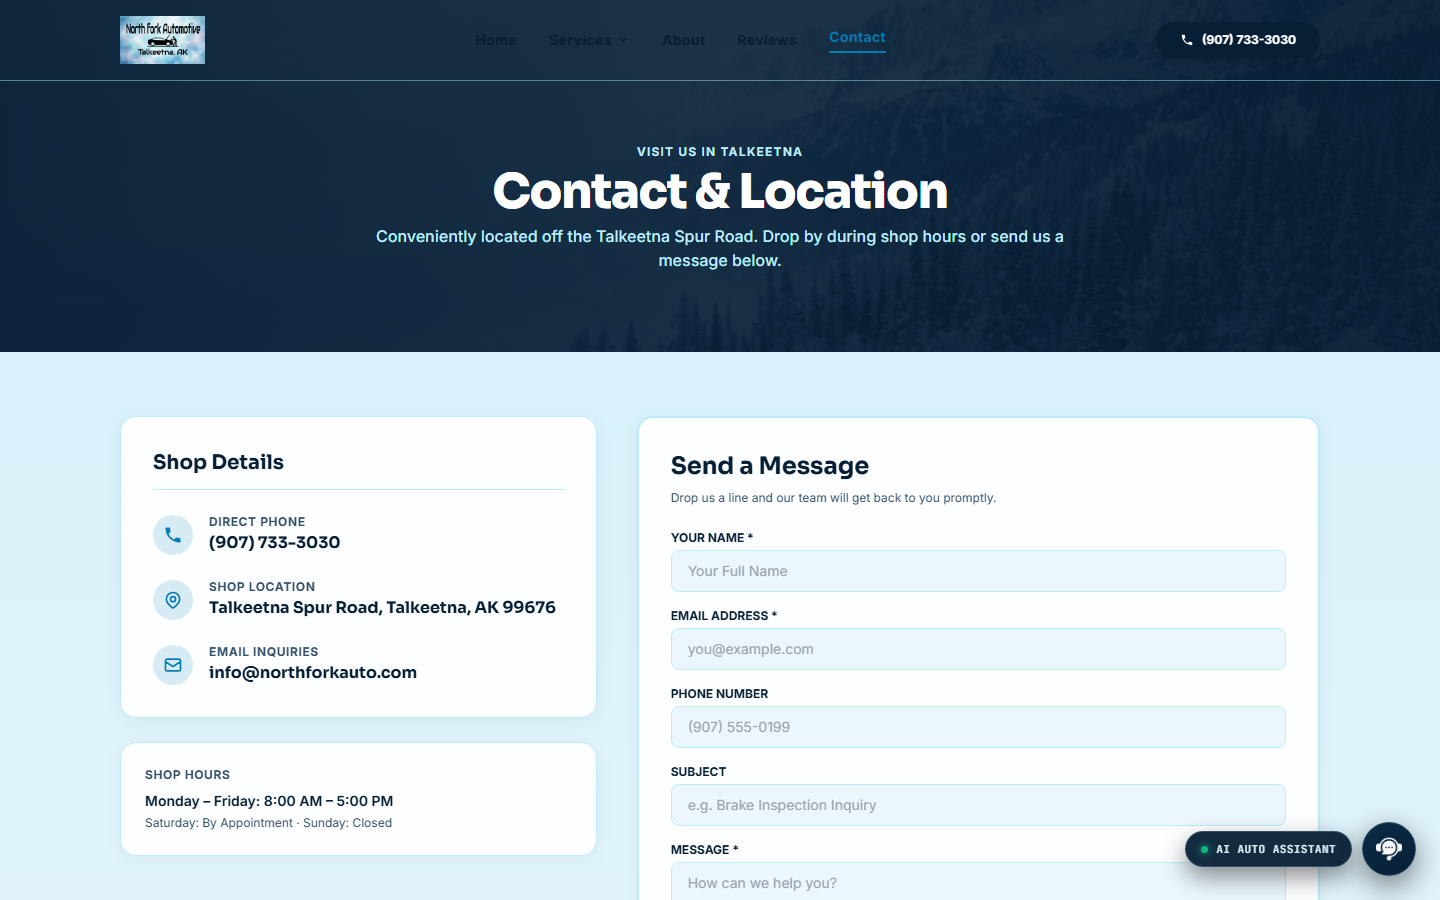 North Fork Automotive
Talkeetna, AK
Home
Services
About
Reviews
Contact
(907) 733-3030
VISIT US IN TALKEETNA
Contact & Location
Conveniently located off the Talkeetna Spur Road. Drop by during shop hours or send us a
message below.
Shop Details
DIRECT PHONE
(907) 733-3030
SHOP LOCATION
Talkeetna Spur Road, Talkeetna, AK 99676
EMAIL INQUIRIES
info@northforkauto.com
SHOP HOURS
Monday – Friday: 8:00 AM – 5:00 PM
Saturday: By Appointment · Sunday: Closed
Send a Message
Drop us a line and our team will get back to you promptly.
YOUR NAME *
Your Full Name
EMAIL ADDRESS *
you@example.com
PHONE NUMBER
(907) 555-0199
SUBJECT
e.g. Brake Inspection Inquiry
MESSAGE *
How can we help you?
AI AUTO ASSISTANT